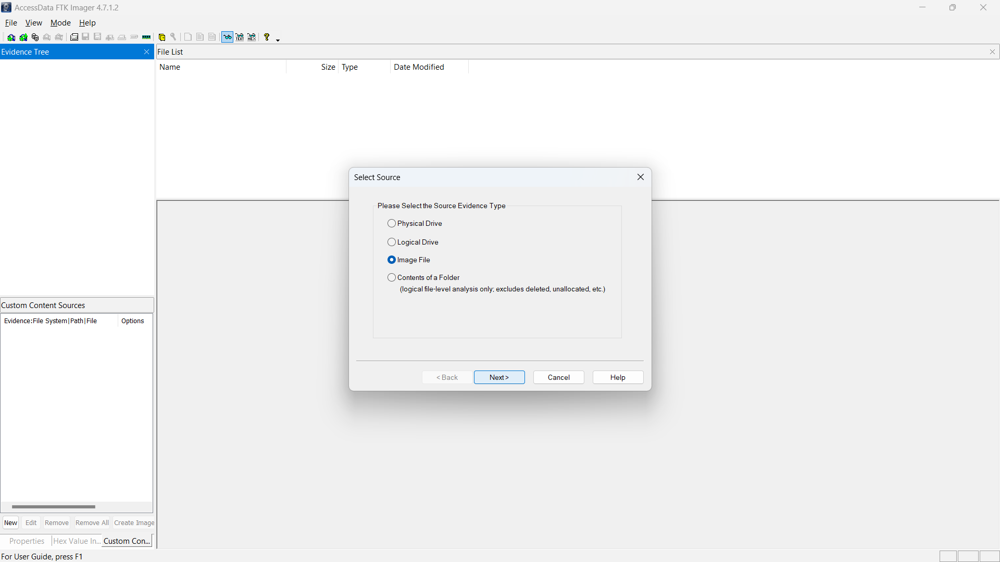 AccessData FTK Imager 4.7.1.2
File View Mode Help
TEXT HEX ?
Evidence Tree
File List
Name Size Type Date Modified
Select Source
Please Select the Source Evidence Type
Physical Drive
Logical Drive
Image File
Contents of a Folder
(logical file-level analysis only; excludes deleted, unallocated, etc.)
< Back Next > Cancel Help
Custom Content Sources
Evidence:File System|Path|File Options
New Edit Remove Remove All Create Image
Properties Hex Value In... Custom Con...
For User Guide, press F1